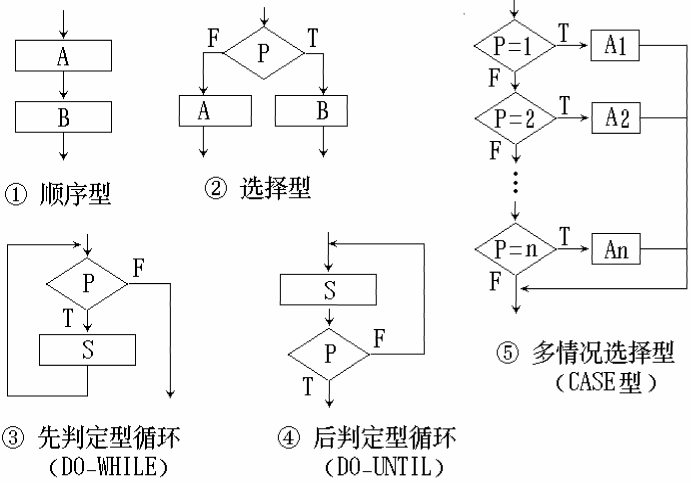 A
B
① 顺序型
F
P
T
A
B
② 选择型
P=1
T
A1
F
P=2
T
A2
F
⋮
P=n
T
An
F
⑤ 多情况选择型
(CASE型)
P
F
T
S
③ 先判定型循环
(DO-WHILE)
S
P
F
T
④ 后判定型循环
(DO-UNTIL)